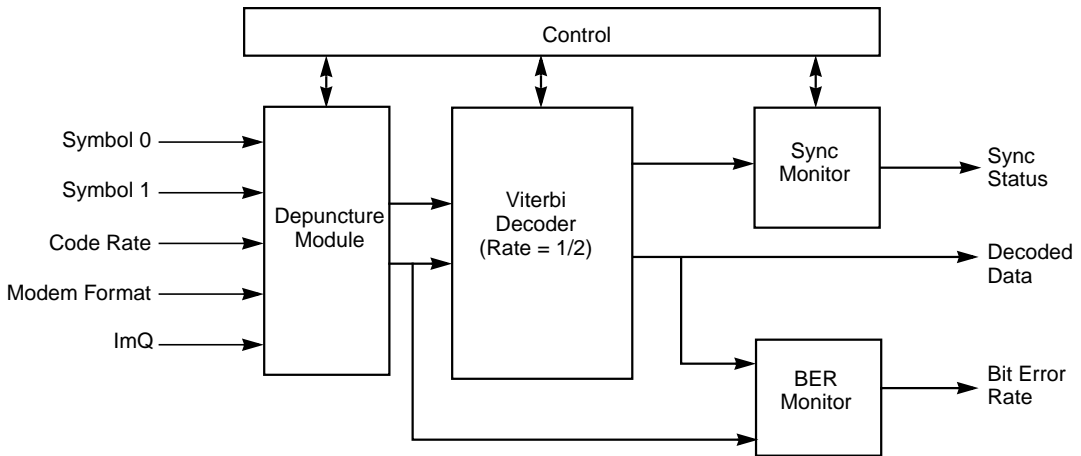 Control
Symbol 0
Symbol 1
Code Rate
Modem Format
ImQ
Depuncture
Module
Viterbi
Decoder
(Rate = 1/2)
Sync
Monitor
Sync
Status
Decoded
Data
BER
Monitor
Bit Error
Rate